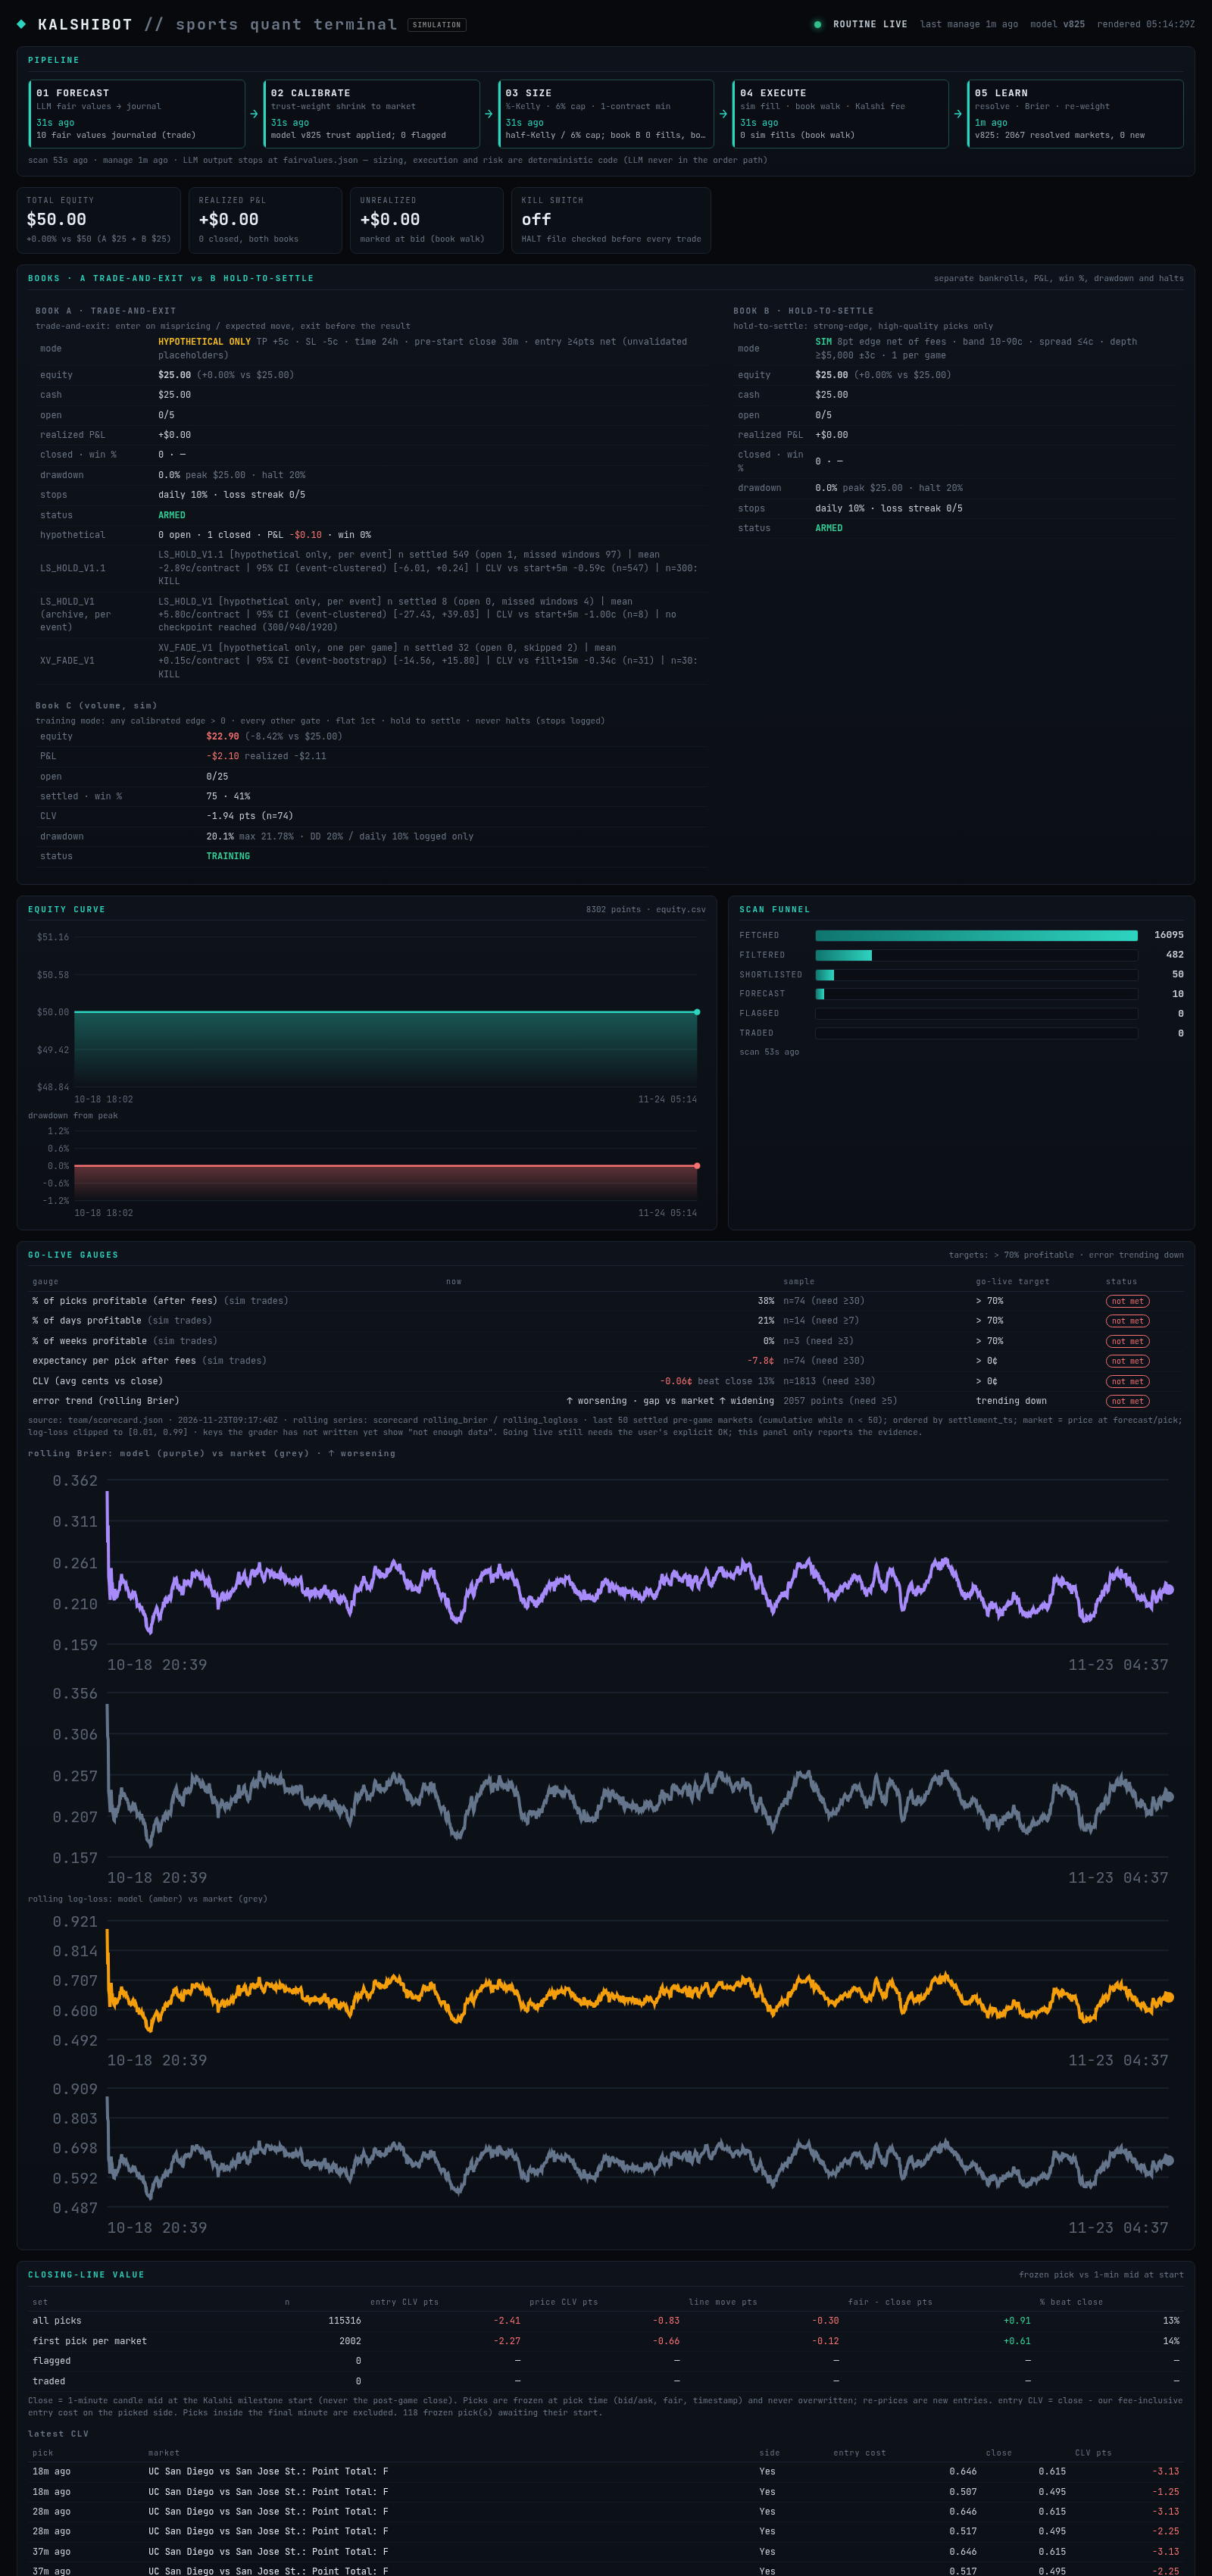 ◆ KALSHIBOT // sports quant terminal SIMULATION
ROUTINE LIVE last manage 1m ago model v825 rendered 05:14:29Z
PIPELINE
01 FORECAST
LLM fair values → journal
31s ago
10 fair values journaled (trade)
→
02 CALIBRATE
trust-weight shrink to market
31s ago
model v825 trust applied; 0 flagged
→
03 SIZE
½-Kelly · 6% cap · 1-contract min
31s ago
half-Kelly / 6% cap; book B 0 fills, bo…
→
04 EXECUTE
sim fill · book walk · Kalshi fee
31s ago
0 sim fills (book walk)
→
05 LEARN
resolve · Brier · re-weight
1m ago
v825: 2067 resolved markets, 0 new
scan 53s ago · manage 1m ago · LLM output stops at fairvalues.json — sizing, execution and risk are deterministic code (LLM never in the order path)
TOTAL EQUITY
$50.00
+0.00% vs $50 (A $25 + B $25)
REALIZED P&L
+$0.00
0 closed, both books
UNREALIZED
+$0.00
marked at bid (book walk)
KILL SWITCH
off
HALT file checked before every trade
BOOKS · A TRADE-AND-EXIT vs B HOLD-TO-SETTLE
separate bankrolls, P&L, win %, drawdown and halts
BOOK A · TRADE-AND-EXIT
trade-and-exit: enter on mispricing / expected move, exit before the result
mode HYPOTHETICAL ONLY TP +5c · SL -5c · time 24h · pre-start close 30m · entry ≥4pts net (unvalidated
placeholders)
equity $25.00 (+0.00% vs $25.00)
cash $25.00
open 0/5
realized P&L +$0.00
closed · win % 0 · —
drawdown 0.0% peak $25.00 · halt 20%
stops daily 10% · loss streak 0/5
status ARMED
hypothetical 0 open · 1 closed · P&L -$0.10 · win 0%
LS_HOLD_V1.1 LS_HOLD_V1.1 [hypothetical only, per event] n settled 549 (open 1, missed windows 97) | mean
-2.89c/contract | 95% CI (event-clustered) [-6.01, +0.24] | CLV vs start+5m -0.59c (n=547) | n=300:
KILL
LS_HOLD_V1
(archive, per
event)
LS_HOLD_V1 [hypothetical only, per event] n settled 8 (open 0, missed windows 4) | mean
+5.80c/contract | 95% CI (event-clustered) [-27.43, +39.03] | CLV vs start+5m -1.00c (n=8) | no
checkpoint reached (300/940/1920)
XV_FADE_V1 XV_FADE_V1 [hypothetical only, one per game] n settled 32 (open 0, skipped 2) | mean
+0.15c/contract | 95% CI (event-bootstrap) [-14.56, +15.80] | CLV vs fill+15m -0.34c (n=31) | n=30:
KILL
BOOK B · HOLD-TO-SETTLE
hold-to-settle: strong-edge, high-quality picks only
mode SIM 8pt edge net of fees · band 10-90c · spread ≤4c · depth
≥$5,000 ±3c · 1 per game
equity $25.00 (+0.00% vs $25.00)
cash $25.00
open 0/5
realized P&L +$0.00
closed · win
% 0 · —
drawdown 0.0% peak $25.00 · halt 20%
stops daily 10% · loss streak 0/5
status ARMED
Book C (volume, sim)
training mode: any calibrated edge > 0 · every other gate · flat 1ct · hold to settle · never halts (stops logged)
equity $22.90 (-8.42% vs $25.00)
P&L -$2.10 realized -$2.11
open 0/25
settled · win % 75 · 41%
CLV -1.94 pts (n=74)
drawdown 20.1% max 21.78% · DD 20% / daily 10% logged only
status TRAINING
EQUITY CURVE 8302 points · equity.csv
$51.16
$50.58
$50.00
$49.42
$48.84
10-18 18:02 11-24 05:14
drawdown from peak
1.2%
0.6%
0.0%
-0.6%
-1.2%
10-18 18:02 11-24 05:14
SCAN FUNNEL
FETCHED 16095
FILTERED 482
SHORTLISTED 50
FORECAST 10
FLAGGED 0
TRADED 0
scan 53s ago
GO-LIVE GAUGES targets: > 70% profitable · error trending down
gauge now sample go-live target status
% of picks profitable (after fees) (sim trades) 38% n=74 (need ≥30) > 70% not met
% of days profitable (sim trades) 21% n=14 (need ≥7) > 70% not met
% of weeks profitable (sim trades) 0% n=3 (need ≥3) > 70% not met
expectancy per pick after fees (sim trades) -7.8¢ n=74 (need ≥30) > 0¢ not met
CLV (avg cents vs close) -0.06¢ beat close 13% n=1813 (need ≥30) > 0¢ not met
error trend (rolling Brier) ↑ worsening · gap vs market ↑ widening 2057 points (need ≥5) trending down not met
source: team/scorecard.json · 2026-11-23T09:17:40Z · rolling series: scorecard rolling_brier / rolling_logloss · last 50 settled pre-game markets (cumulative while n < 50); ordered by settlement_ts; market = price at forecast/pick;
log-loss clipped to [0.01, 0.99] · keys the grader has not written yet show "not enough data". Going live still needs the user's explicit OK; this panel only reports the evidence.
rolling Brier: model (purple) vs market (grey) · ↑ worsening
0.362
0.311
0.261
0.210
0.159
10-18 20:39 11-23 04:37
0.356
0.306
0.257
0.207
0.157
10-18 20:39 11-23 04:37
rolling log-loss: model (amber) vs market (grey)
0.921
0.814
0.707
0.600
0.492
10-18 20:39 11-23 04:37
0.909
0.803
0.698
0.592
0.487
10-18 20:39 11-23 04:37
CLOSING-LINE VALUE frozen pick vs 1-min mid at start
set n entry CLV pts price CLV pts line move pts fair - close pts % beat close
all picks 115316 -2.41 -0.83 -0.30 +0.91 13%
first pick per market 2002 -2.27 -0.66 -0.12 +0.61 14%
flagged 0 — — — — —
traded 0 — — — — —
Close = 1-minute candle mid at the Kalshi milestone start (never the post-game close). Picks are frozen at pick time (bid/ask, fair, timestamp) and never overwritten; re-prices are new entries. entry CLV = close - our fee-inclusive
entry cost on the picked side. Picks inside the final minute are excluded. 118 frozen pick(s) awaiting their start.
latest CLV
pick market side entry cost close CLV pts
18m ago UC San Diego vs San Jose St.: Point Total: F Yes 0.646 0.615 -3.13
18m ago UC San Diego vs San Jose St.: Point Total: F Yes 0.507 0.495 -1.25
28m ago UC San Diego vs San Jose St.: Point Total: F Yes 0.646 0.615 -3.13
28m ago UC San Diego vs San Jose St.: Point Total: F Yes 0.517 0.495 -2.25
37m ago UC San Diego vs San Jose St.: Point Total: F Yes 0.646 0.615 -3.13
37m ago UC San Diego vs San Jose St.: Point Total: F Yes 0.517 0.495 -2.25